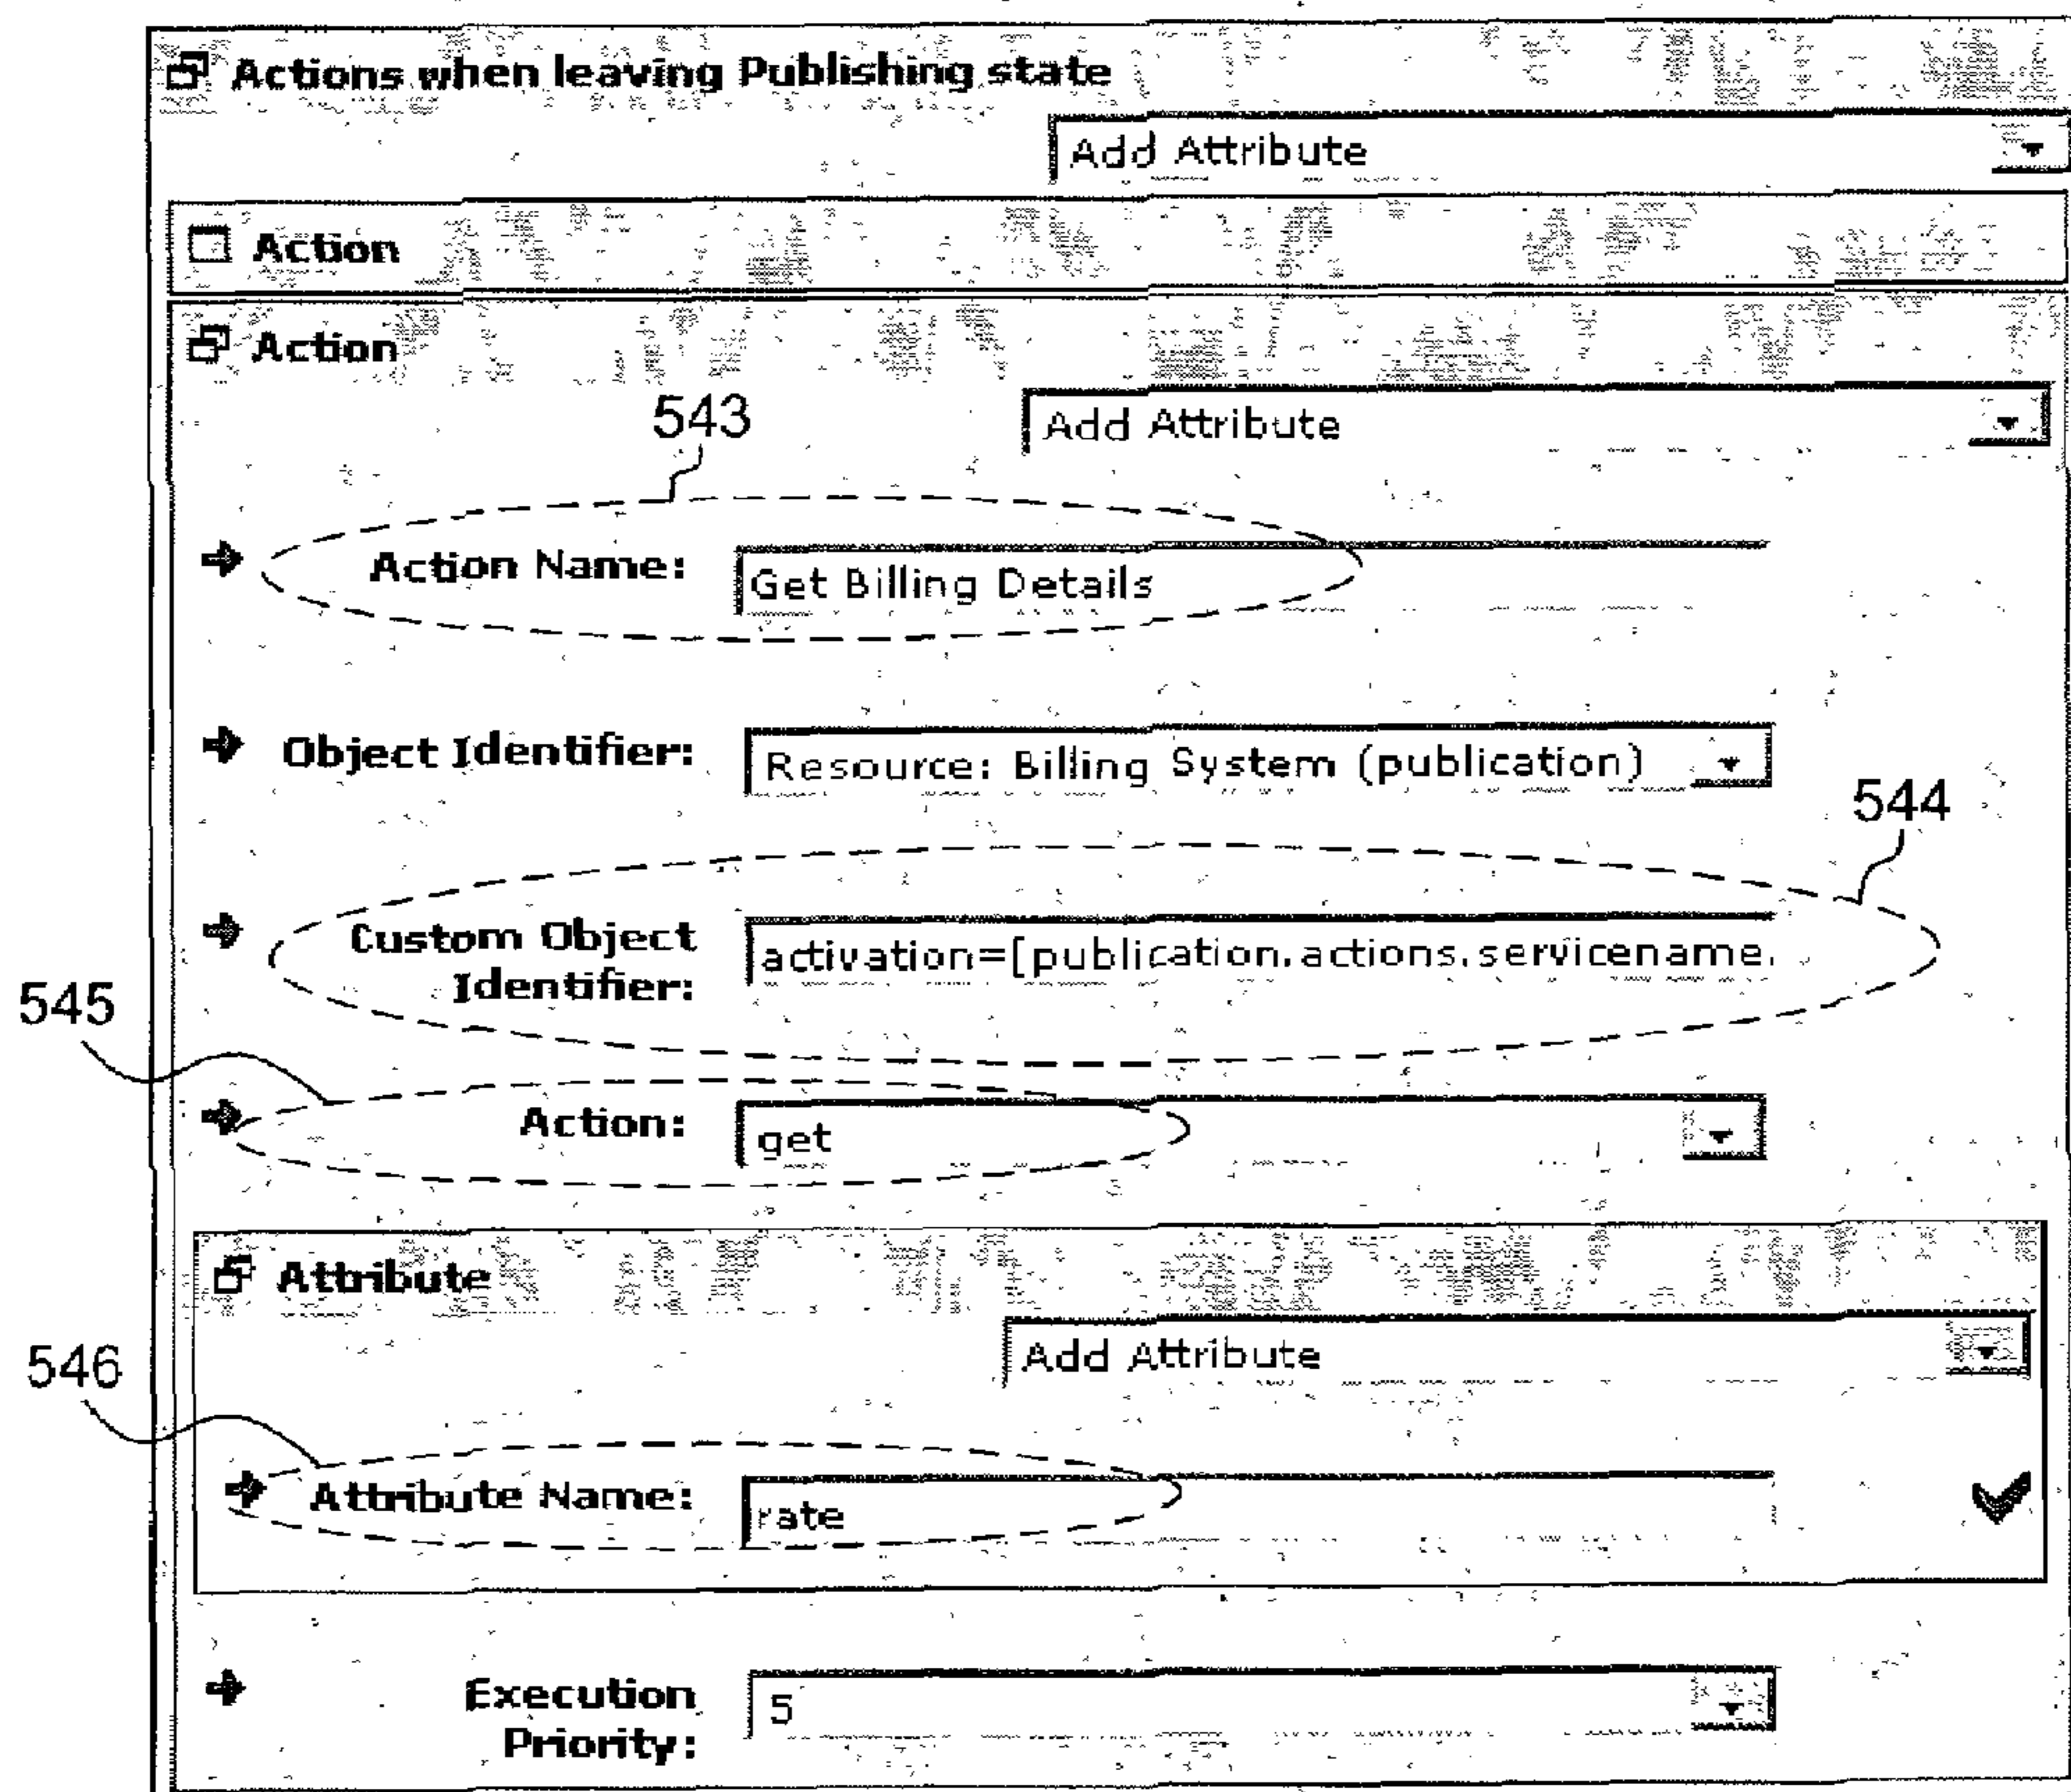 Actions when leaving Publishing state
Add Attribute
Action
Action
Add Attribute
543
Action Name: Get Billing Details
Object Identifier: Resource: Billing System (publication)
544
Custom Object activation=[publication.actions.servicename.
Identifier:
545
Action: get
Attribute
Add Attribute
546
Attribute Name: rate
Execution 5
Priority: